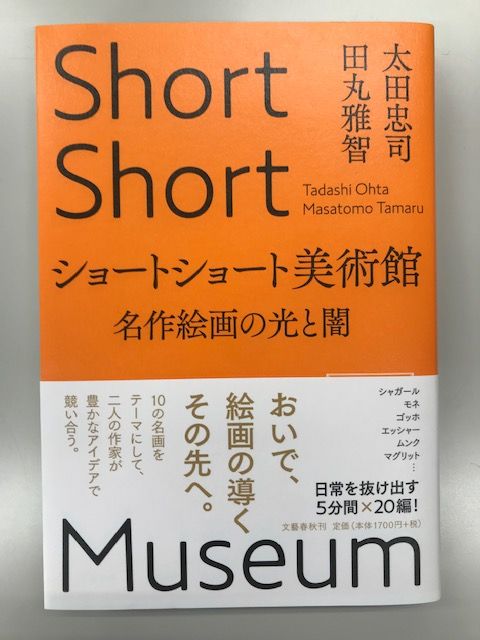 Short
Short
太田忠司
田丸雅智
Tadashi Ohta
Masatomo Tamaru
ショートショート美術館
名作絵画の光と闇
おいで、
絵画の導く
その先へ。
10の名画を
テーマにして、
二人の作家が
豊かなアイデアで
競い合う。
シャガール
モネ
ゴッホ
エッシャー
ムンク
マグリット
⋮
日常を抜け出す
5分間×20編!
文藝春秋刊 定価（本体1700円+税）
Museum